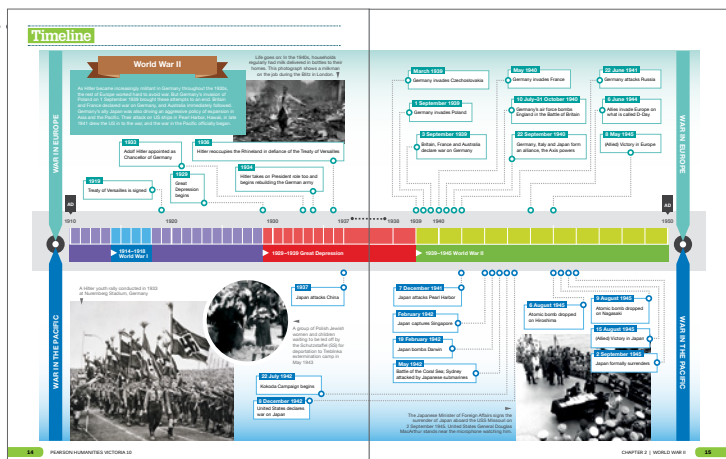 Timeline
World War II
As Hitler became increasingly militant in Germany throughout the 1930s,
the rest of Europe worked hard to avoid war. But Germany's invasion of
Poland on 1 September 1939 brought these attempts to an end. Britain
and France declared war on Germany, and Australia immediately followed.
Germany's ally Japan was also driving an aggressive policy of expansion in
Asia and the Pacific. Their attack on US ships in Pearl Harbor, Hawaii, in late
1941 drew the US in to the war, and the war in the Pacific officially began.
Life goes on: In the 1940s, households
regularly had milk delivered to bottles to their
homes. This photograph shows a milkman
on the job during the Blitz in London.
WAR IN EUROPE
1933
Adolf Hitler appointed as
Chancellor of Germany
1936
Hitler reoccupies the Rhineland in defiance of the Treaty of Versailles
1919
Treaty of Versailles is signed
1929
Great
Depression
begins
1934
Hitler takes on President role too and
begins rebuilding the German army
March 1939
Germany invades Czechoslovakia
1 September 1939
Germany invades Poland
3 September 1939
Britain, France and Australia
declare war on Germany
May 1940
Germany invades France
10 July–31 October 1940
Germany's air force bombs
England in the Battle of Britain
22 September 1940
Germany, Italy and Japan form
an alliance, the Axis powers
22 June 1941
Germany attacks Russia
6 June 1944
Allies invade Europe on
what is called D-Day
8 May 1945
(Allied) Victory in Europe
WAR IN EUROPE
AD
1910
1920
1930
1937
1938
1939
1940
AD
1950
1914–1918
World War I
1929–1939 Great Depression
1939–1945 World War II
WAR IN THE PACIFIC
A Hitler youth rally conducted in 1933
at Nuremberg Stadium, Germany
1937
Japan attacks China
A group of Polish Jewish
women and children
waiting to be led off by
the Schutzstaffel (SS) for
deportation to Treblinka
extermination camp in
May 1943
22 July 1942
Kokoda Campaign begins
8 December 1942
United States declares
war on Japan
7 December 1941
Japan attacks Pearl Harbor
February 1942
Japan captures Singapore
19 February 1942
Japan bombs Darwin
May 1942
Battle of the Coral Sea; Sydney
attacked by Japanese submarines
6 August 1945
Atomic bomb dropped
on Hiroshima
9 August 1945
Atomic bomb dropped
on Nagasaki
15 August 1945
(Allied) Victory in Japan
2 September 1945
Japan formally surrenders
The Japanese Minister of Foreign Affairs signs the
surrender of Japan aboard the USS Missouri on
2 September 1945. United States General Douglas
MacArthur stands near the microphone watching him.
WAR IN THE PACIFIC
14
PEARSON HUMANITIES VICTORIA 10
CHAPTER 2 | WORLD WAR II
15